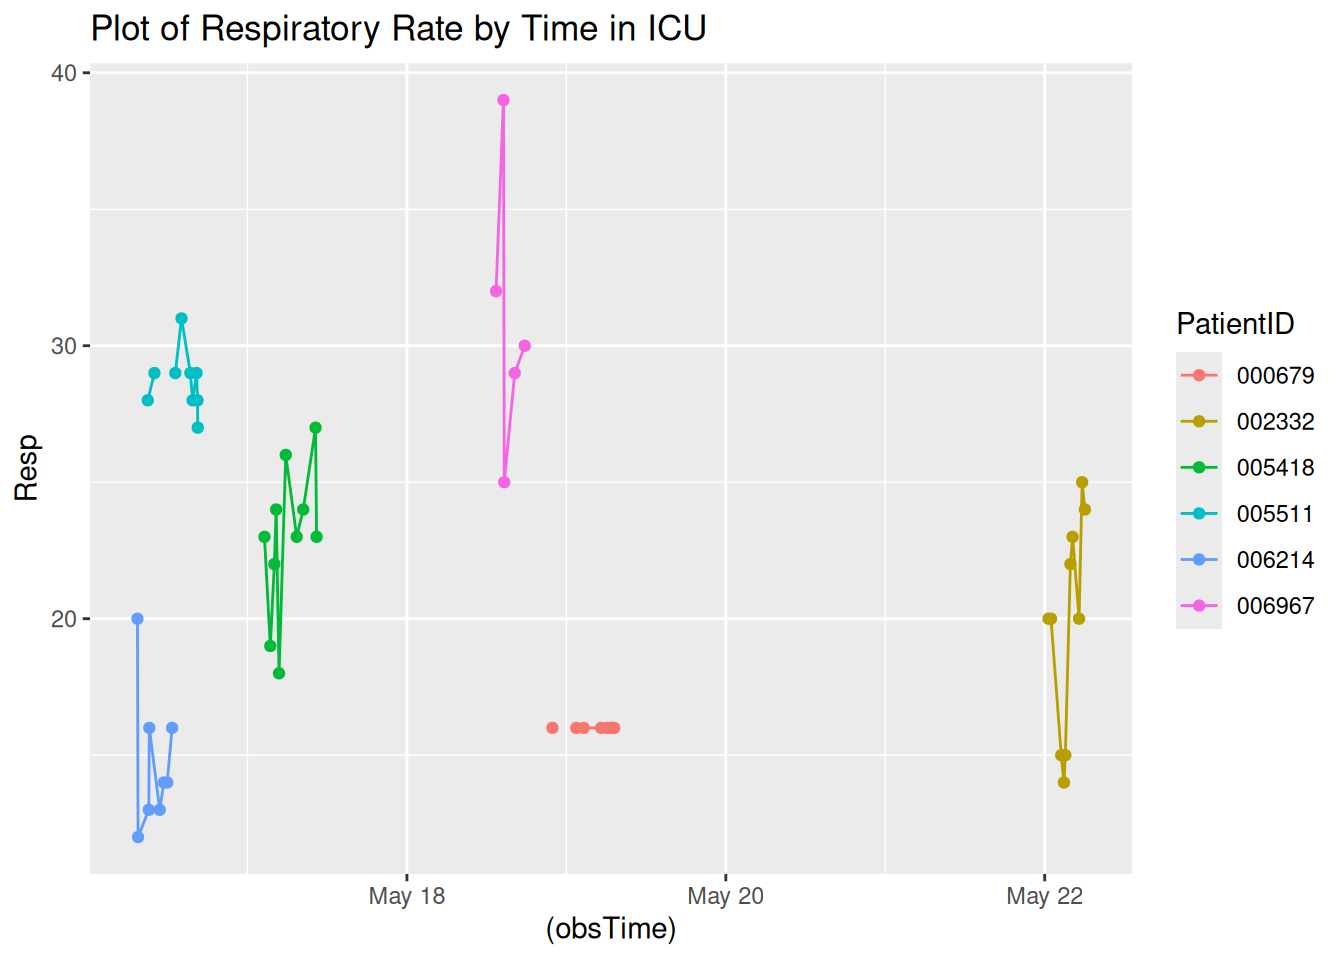 Plot of Respiratory Rate by Time in ICU
40
30
20
Resp
May 18
May 20
May 22
(obsTime)
PatientID
000679
002332
005418
005511
006214
006967